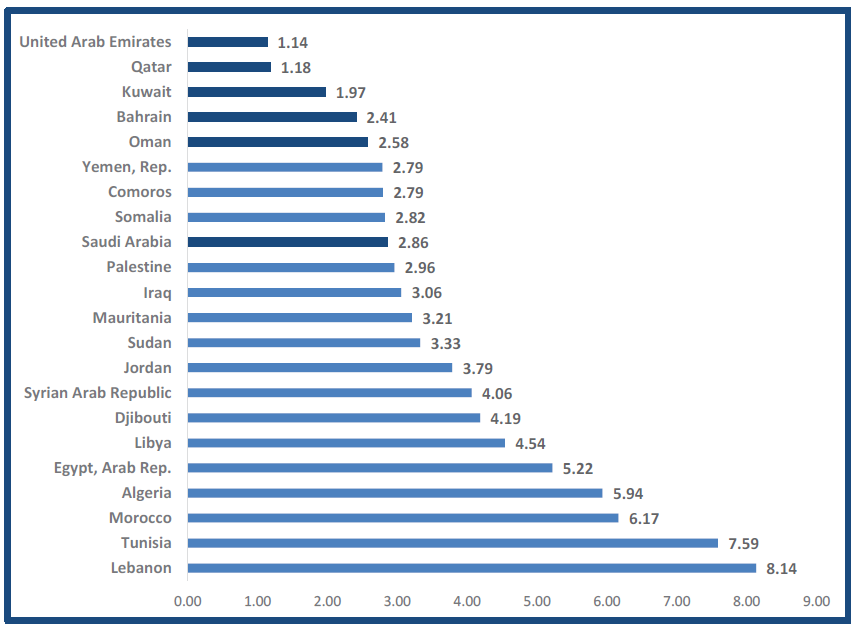 United Arab Emirates 1.14
Qatar 1.18
Kuwait 1.97
Bahrain 2.41
Oman 2.58
Yemen, Rep. 2.79
Comoros 2.79
Somalia 2.82
Saudi Arabia 2.86
Palestine 2.96
Iraq 3.06
Mauritania 3.21
Sudan 3.33
Jordan 3.79
Syrian Arab Republic 4.06
Djibouti 4.19
Libya 4.54
Egypt, Arab Rep. 5.22
Algeria 5.94
Morocco 6.17
Tunisia 7.59
Lebanon 8.14
0.00 1.00 2.00 3.00 4.00 5.00 6.00 7.00 8.00 9.00